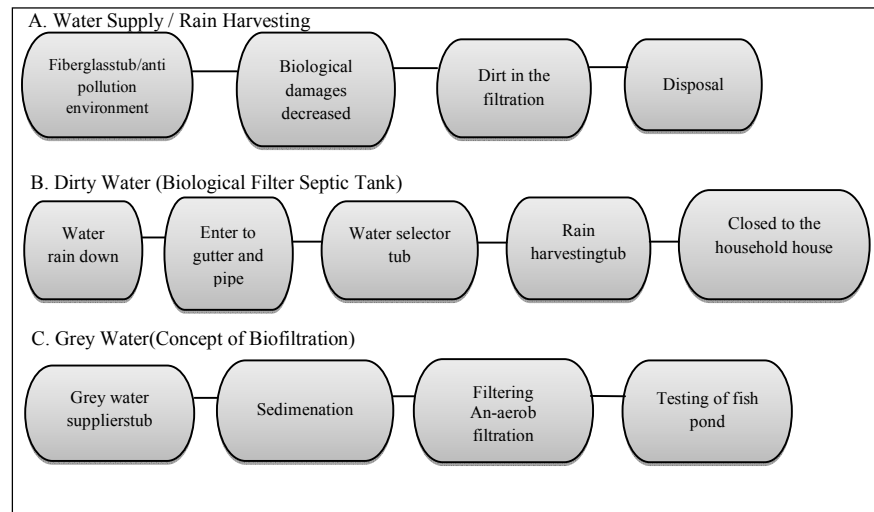 A. Water Supply / Rain Harvesting
Fiberglasstub/anti
pollution
environment
Biological
damages
decreased
Dirt in the
filtration
Disposal
B. Dirty Water (Biological Filter Septic Tank)
Water
rain down
Enter to
gutter and
pipe
Water selector
tub
Rain
harvestingtub
Closed to the
household house
C. Grey Water(Concept of Biofiltration)
Grey water
supplierstub
Sedimenation
Filtering
An-aerob
filtration
Testing of fish
pond